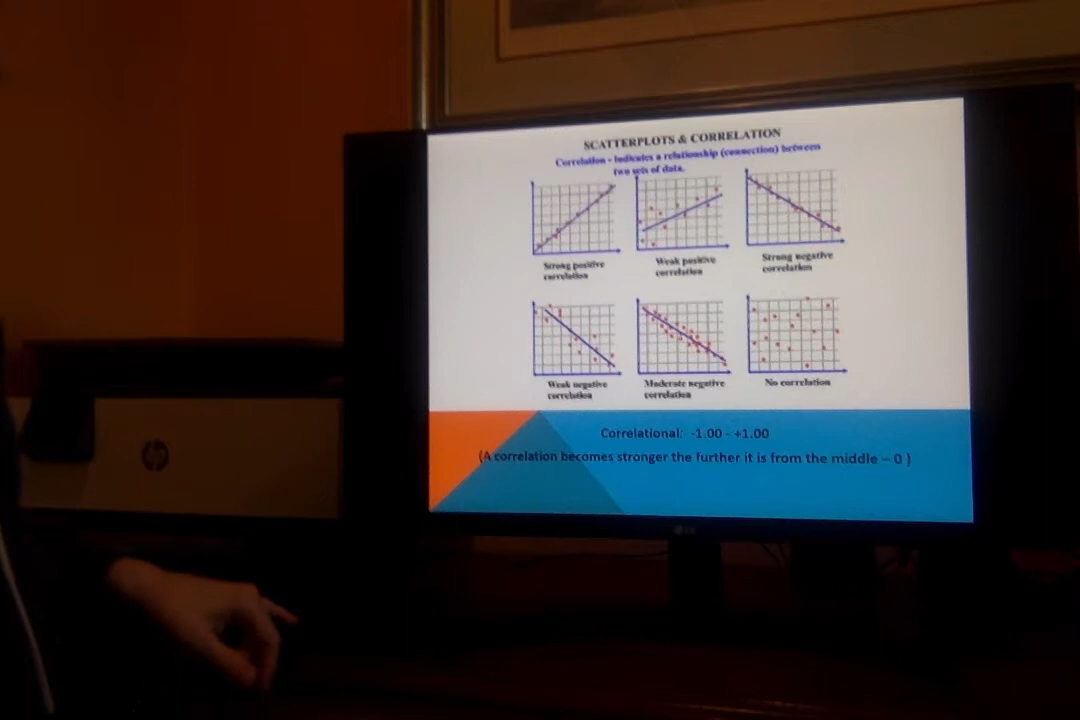 SCATTERPLOTS & CORRELATION
Correlation - Indicates a relationship (connection) between
two sets of data.
Strong positive
correlation
Weak positive
correlation
Strong negative
correlation
Weak negative
correlation
Moderate negative
correlation
No correlation
Correlational: -1.00 - +1.00
(A correlation becomes stronger the further it is from the middle – 0 )
hp
LG